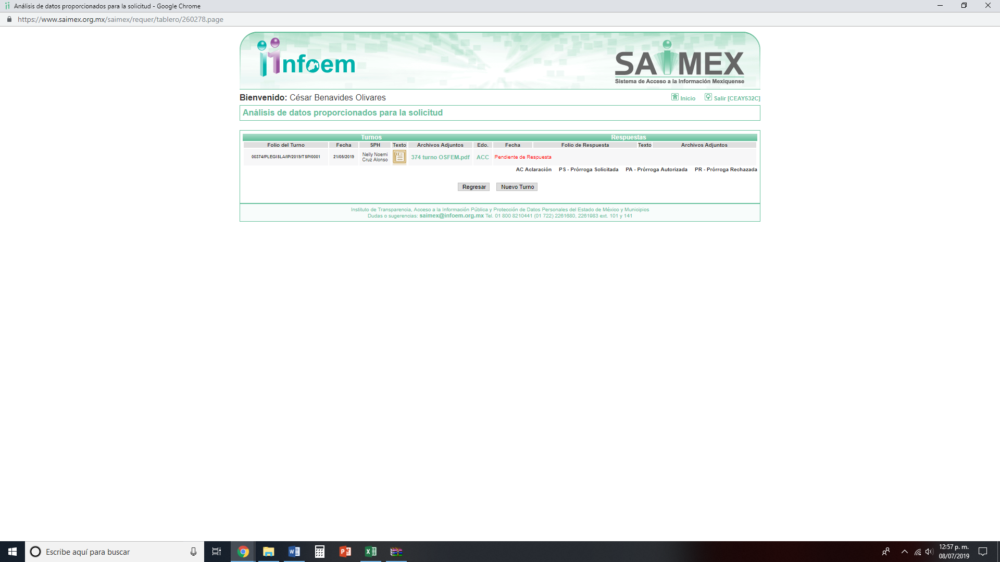 Análisis de datos proporcionados para la solicitud - Google Chrome
https://www.saimex.org.mx/saimex/requer/tablero/260278.page
infoem
SAIMEX
Sistema de Acceso a la Información Mexiquense
Bienvenido: César Benavides Olivares
Inicio Salir [CEAY532C]
Análisis de datos proporcionados para la solicitud
Turnos Respuestas
Folio del Turno Fecha SPH Texto Archivos Adjuntos Edo. Fecha Folio de Respuesta Texto Archivos Adjuntos
00374/PLEGISLA/IP/2019/TSP/0001 21/05/2019 Nelly Noemi Cruz Alonso 374 turno OSFEM.pdf ACC Pendiente de Respuesta
AC Aclaración PS - Prórroga Solicitada PA - Prórroga Autorizada PR - Prórroga Rechazada
Regresar Nuevo Turno
Instituto de Transparencia, Acceso a la Información Pública y Protección de Datos Personales del Estado de México y Municipios
Dudas o sugerencias: saimex@infoem.org.mx Tel. 01 800 8210441 (01 722) 2261680, 2261983 ext. 101 y 141
Escribe aquí para buscar
12:57 p. m.
08/07/2019